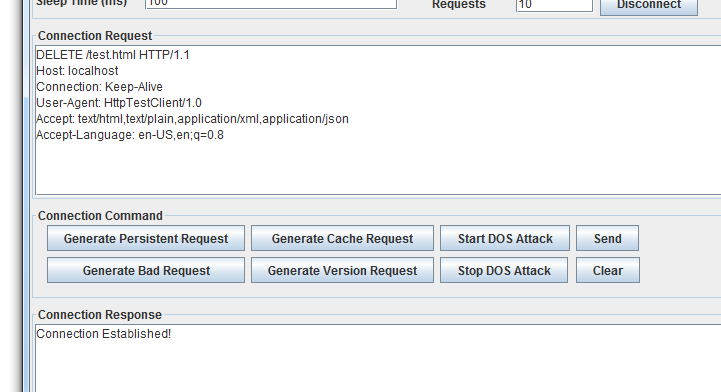 Sleep Time (ms) 100 Requests 10 Disconnect
Connection Request
DELETE /test.html HTTP/1.1
Host: localhost
Connection: Keep-Alive
User-Agent: HttpTestClient/1.0
Accept: text/html,text/plain,application/xml,application/json
Accept-Language: en-US,en;q=0.8
Connection Command
Generate Persistent Request Generate Cache Request Start DOS Attack Send
Generate Bad Request Generate Version Request Stop DOS Attack Clear
Connection Response
Connection Established!